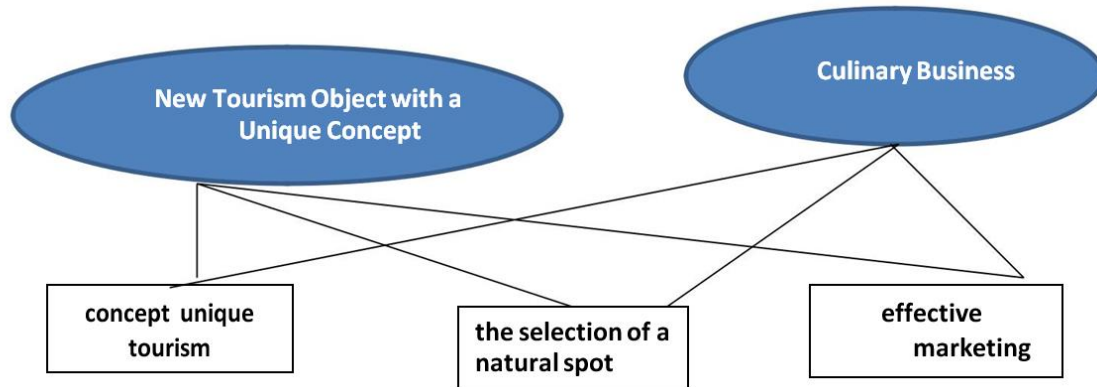 New Tourism Object with a
Unique Concept
Culinary Business
concept unique
tourism
the selection of a
natural spot
effective
marketing